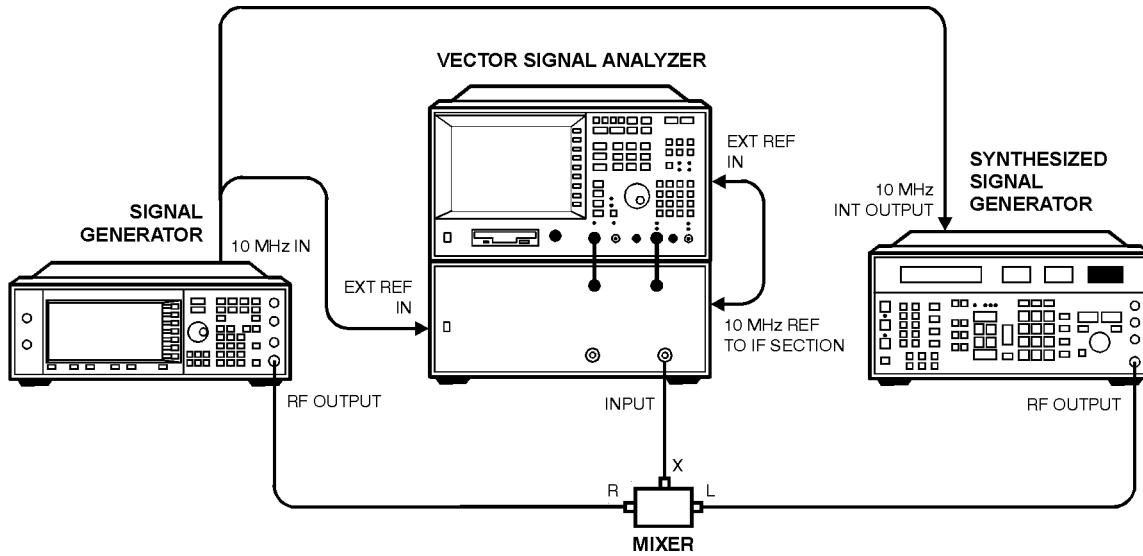 VECTOR SIGNAL ANALYZER
EXT REF
IN
SYNTHESIZED
SIGNAL
GENERATOR
10 MHz
INT OUTPUT
SIGNAL
GENERATOR
10 MHz IN
EXT REF
IN
10 MHz REF
TO IF SECTION
RF OUTPUT
INPUT
RF OUTPUT
X
R
L
MIXER